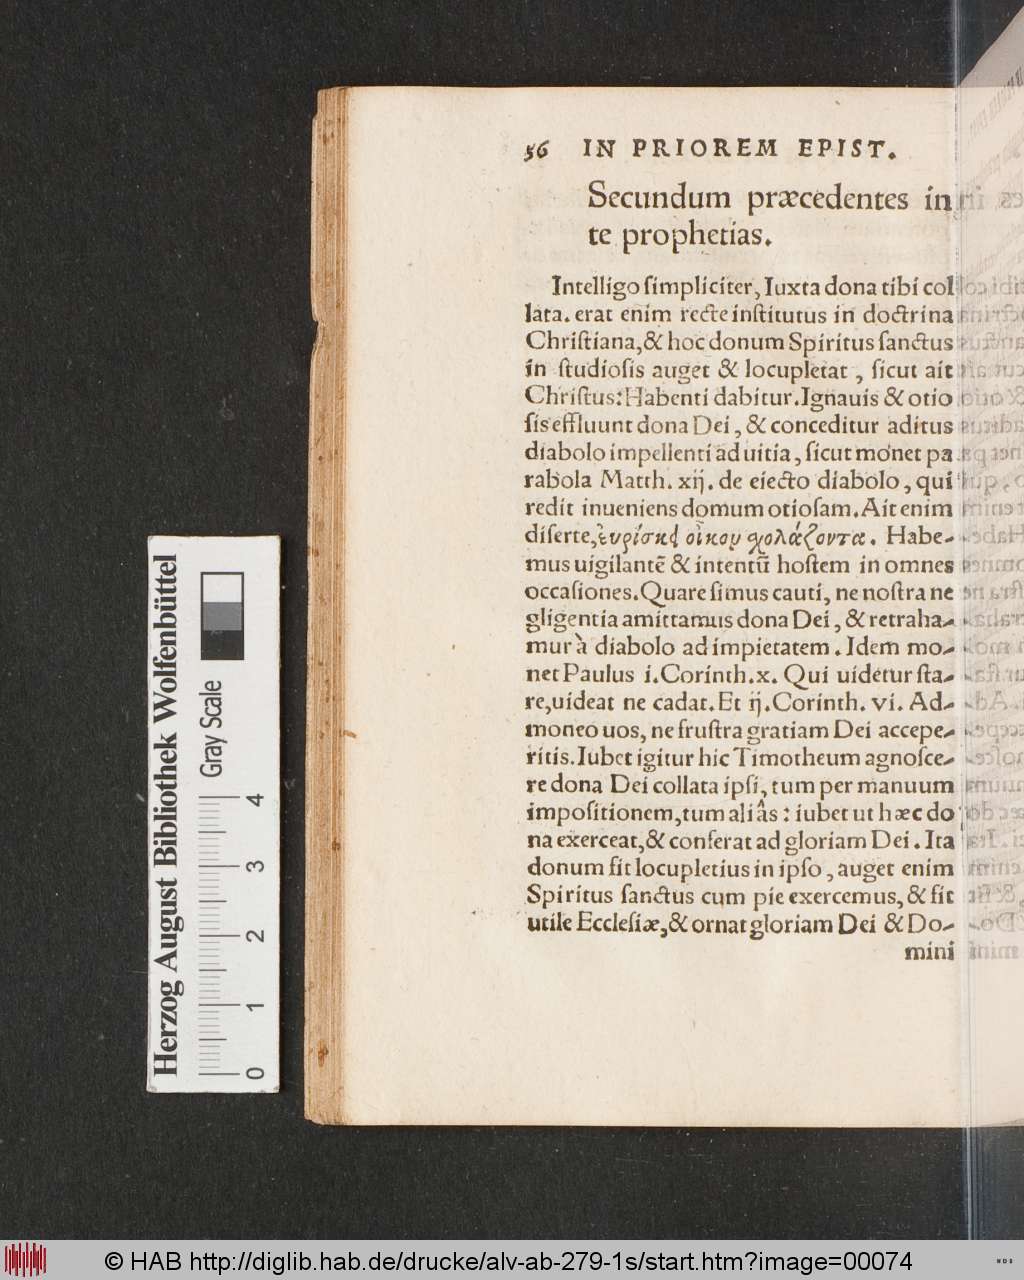 56 IN PRIOREM EPIST.
Secundum præcedentes in
te prophetias.
Intelligo ſimpliciter, Iuxta dona tibi col
lata. erat enim recte inſtitutus in doctrina
Chriſtiana, & hoc donum Spiritus ſanctus
in ſtudioſis auget & locupletat, ſicut ait
Chriſtus: Habenti dabitur. Ignauis & otio
ſis effluunt dona Dei, & conceditur aditus
diabolo impellenti ad uitia, ſicut monet pa
rabola Matth. xij. de eiecto diabolo, qui
redit inueniens domum otioſam. Ait enim
diſerte, εὑρίσκει οἶκον σχολάζοντα. Habe-
mus uigilantē & intentū hoſtem in omnes
occaſiones. Quare ſimus cauti, ne noſtra ne
gligentia amittamus dona Dei, & retraha-
mur à diabolo ad impietatem. Idem mo-
net Paulus i. Corinth. x. Qui uidetur ſta-
re, uideat ne cadat. Et ij. Corinth. vi. Ad-
moneo uos, ne fruſtra gratiam Dei accepe-
ritis. Iubet igitur hic Timotheum agnoſce-
re dona Dei collata ipſi, tum per manuum
impoſitionem, tum aliâs: iubet ut hæc do
na exerceat, & conferat ad gloriam Dei. Ita
donum fit locupletius in ipſo, auget enim
Spiritus ſanctus cum pie exercemus, & fit
utile Eccleſiæ, & ornat gloriam Dei & Do-
mini
Herzog August Bibliothek Wolfenbüttel
Gray Scale
0 1 2 3 4
© HAB http://diglib.hab.de/drucke/alv-ab-279-1s/start.htm?image=00074